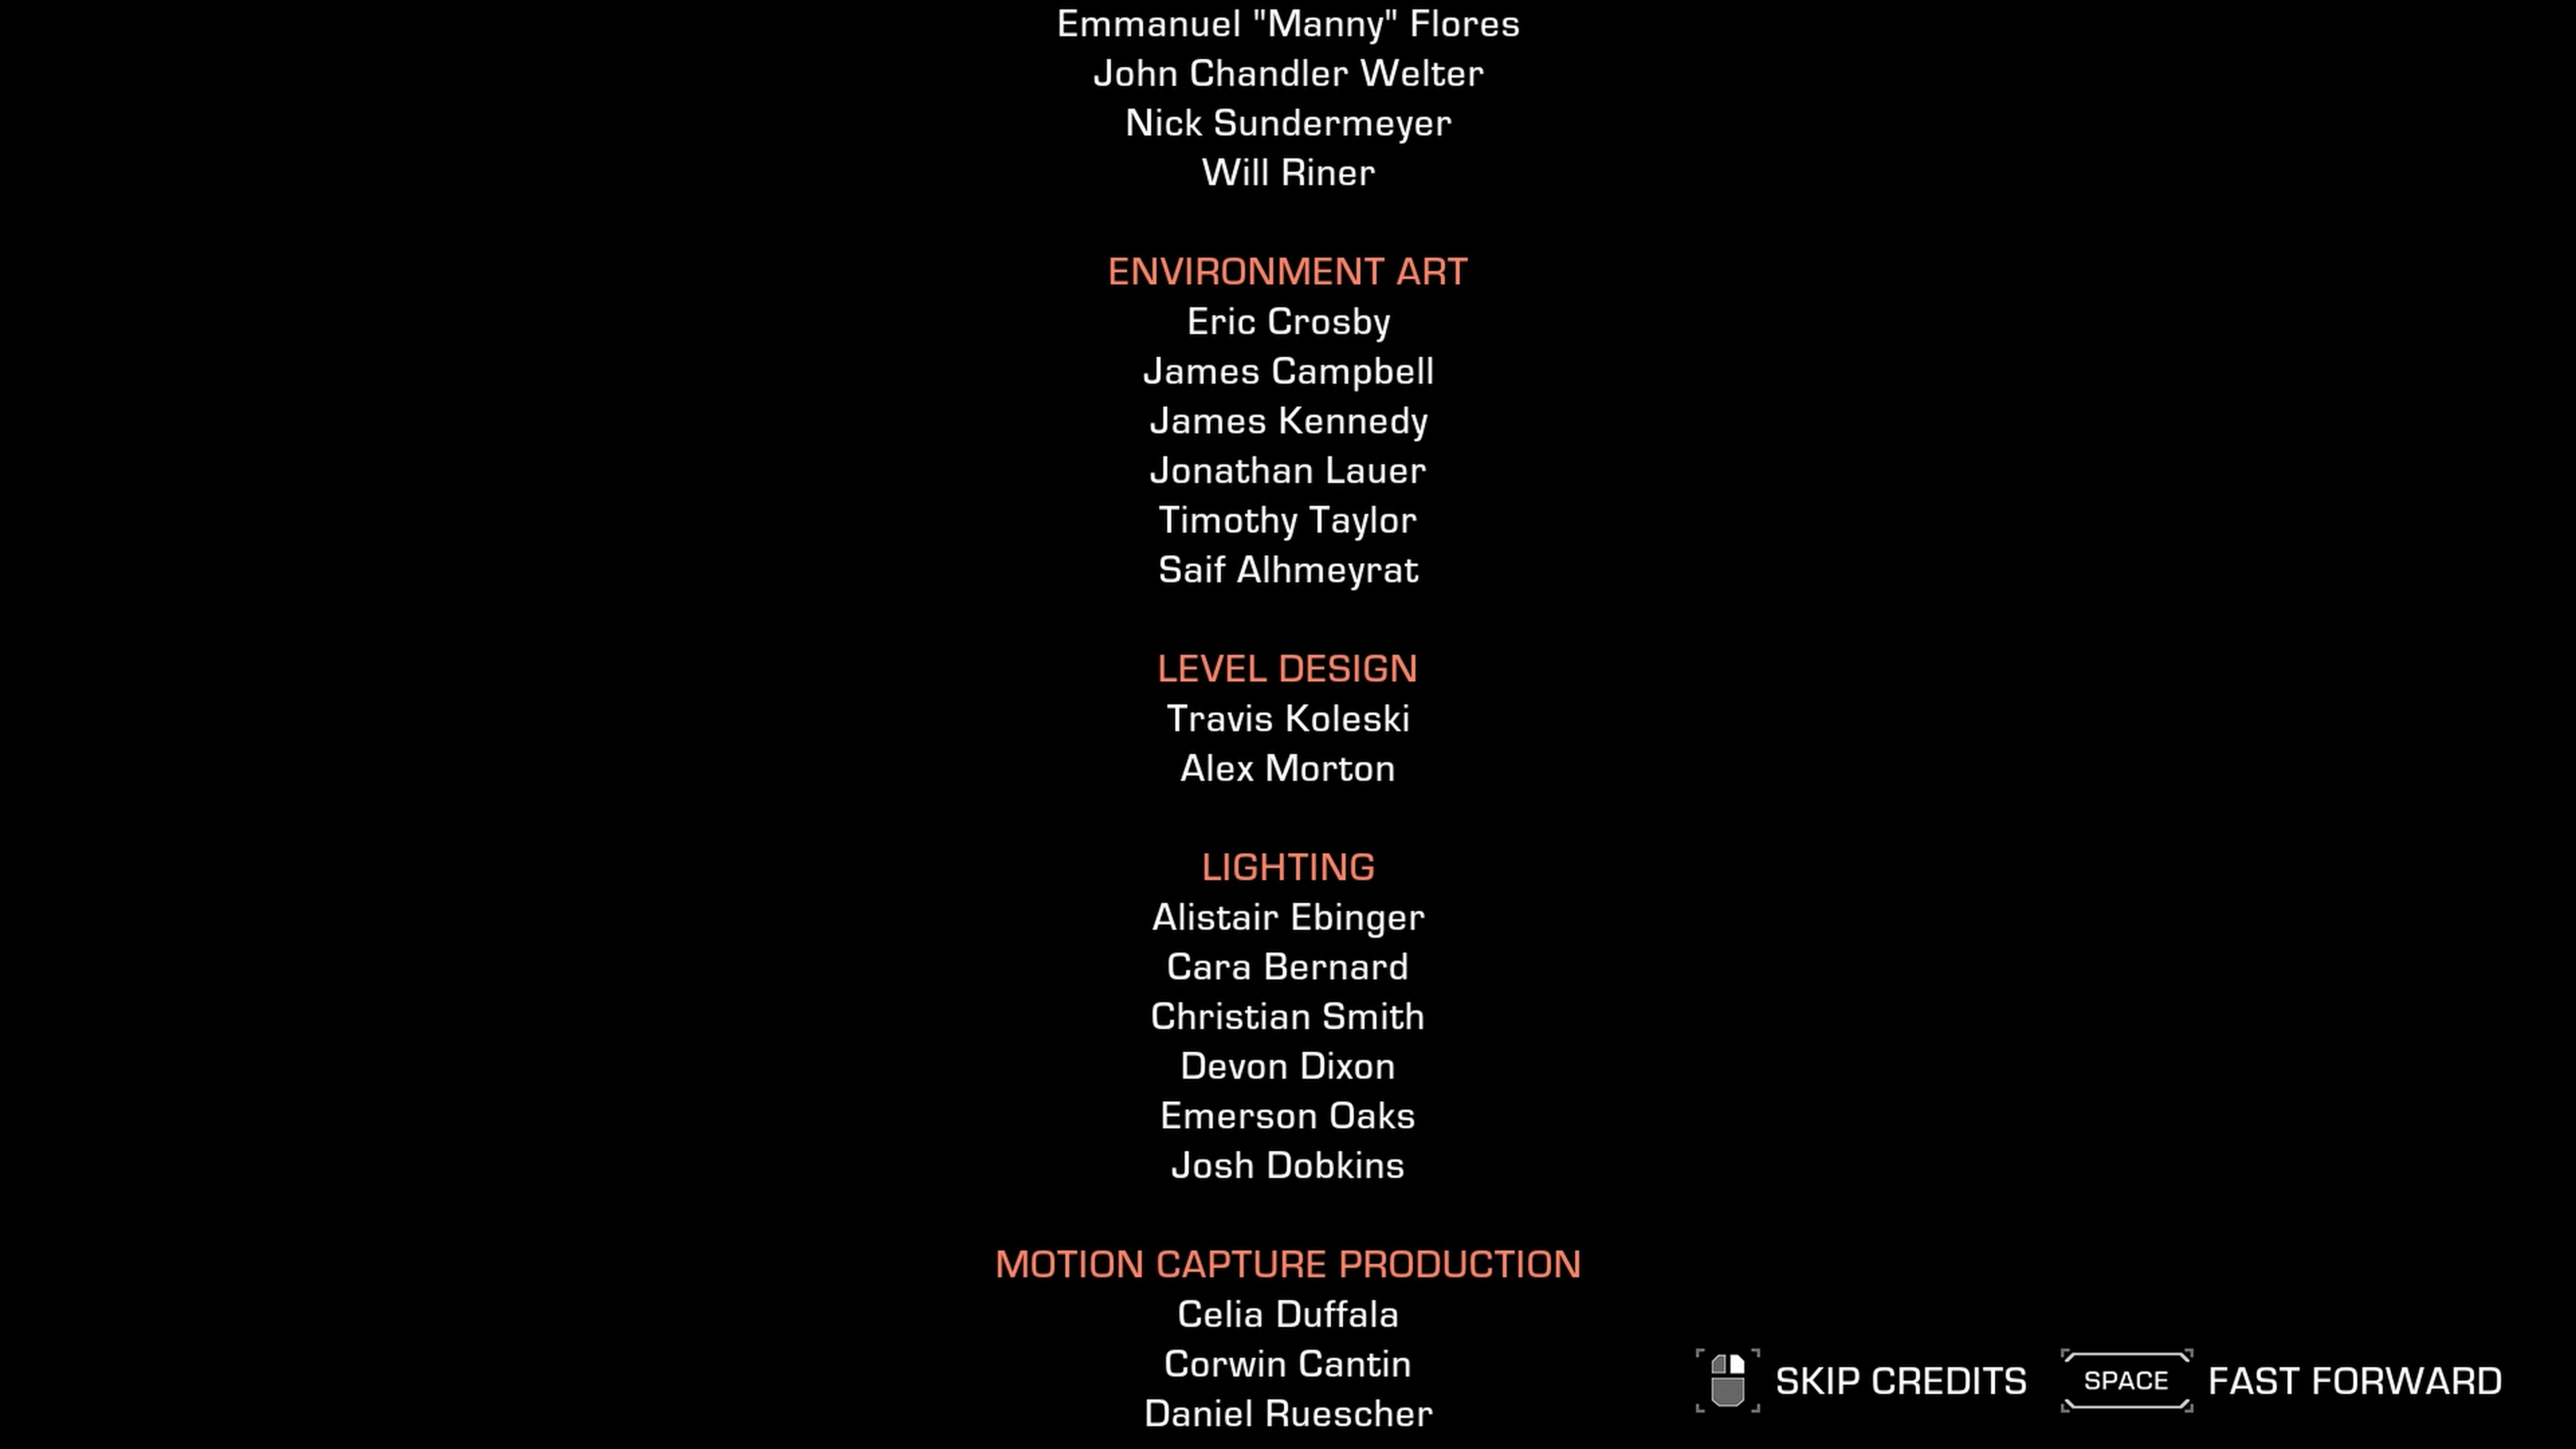 Emmanuel "Manny" Flores
John Chandler Welter
Nick Sundermeyer
Will Riner
ENVIRONMENT ART
Eric Crosby
James Campbell
James Kennedy
Jonathan Lauer
Timothy Taylor
Saif Alhmeyrat
LEVEL DESIGN
Travis Koleski
Alex Morton
LIGHTING
Alistair Ebinger
Cara Bernard
Christian Smith
Devon Dixon
Emerson Oaks
Josh Dobkins
MOTION CAPTURE PRODUCTION
Celia Duffala
Corwin Cantin
Daniel Ruescher
SKIP CREDITS SPACE FAST FORWARD